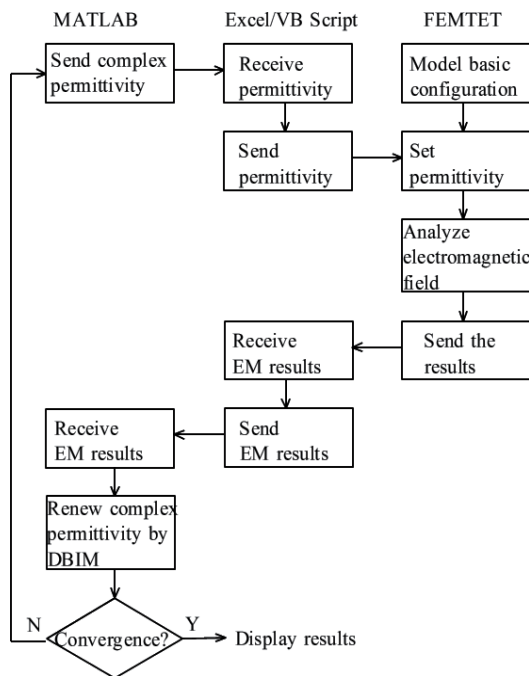 MATLAB
Excel/VB Script
FEMTET
Send complex
permittivity
Receive
permittivity
Model basic
configuration
Send
permittivity
Set
permittivity
Analyze
electromagnetic
field
Receive
EM results
Send the
results
Receive
EM results
Send
EM results
Renew complex
permittivity by
DBIM
N
Convergence?
Y
Display results